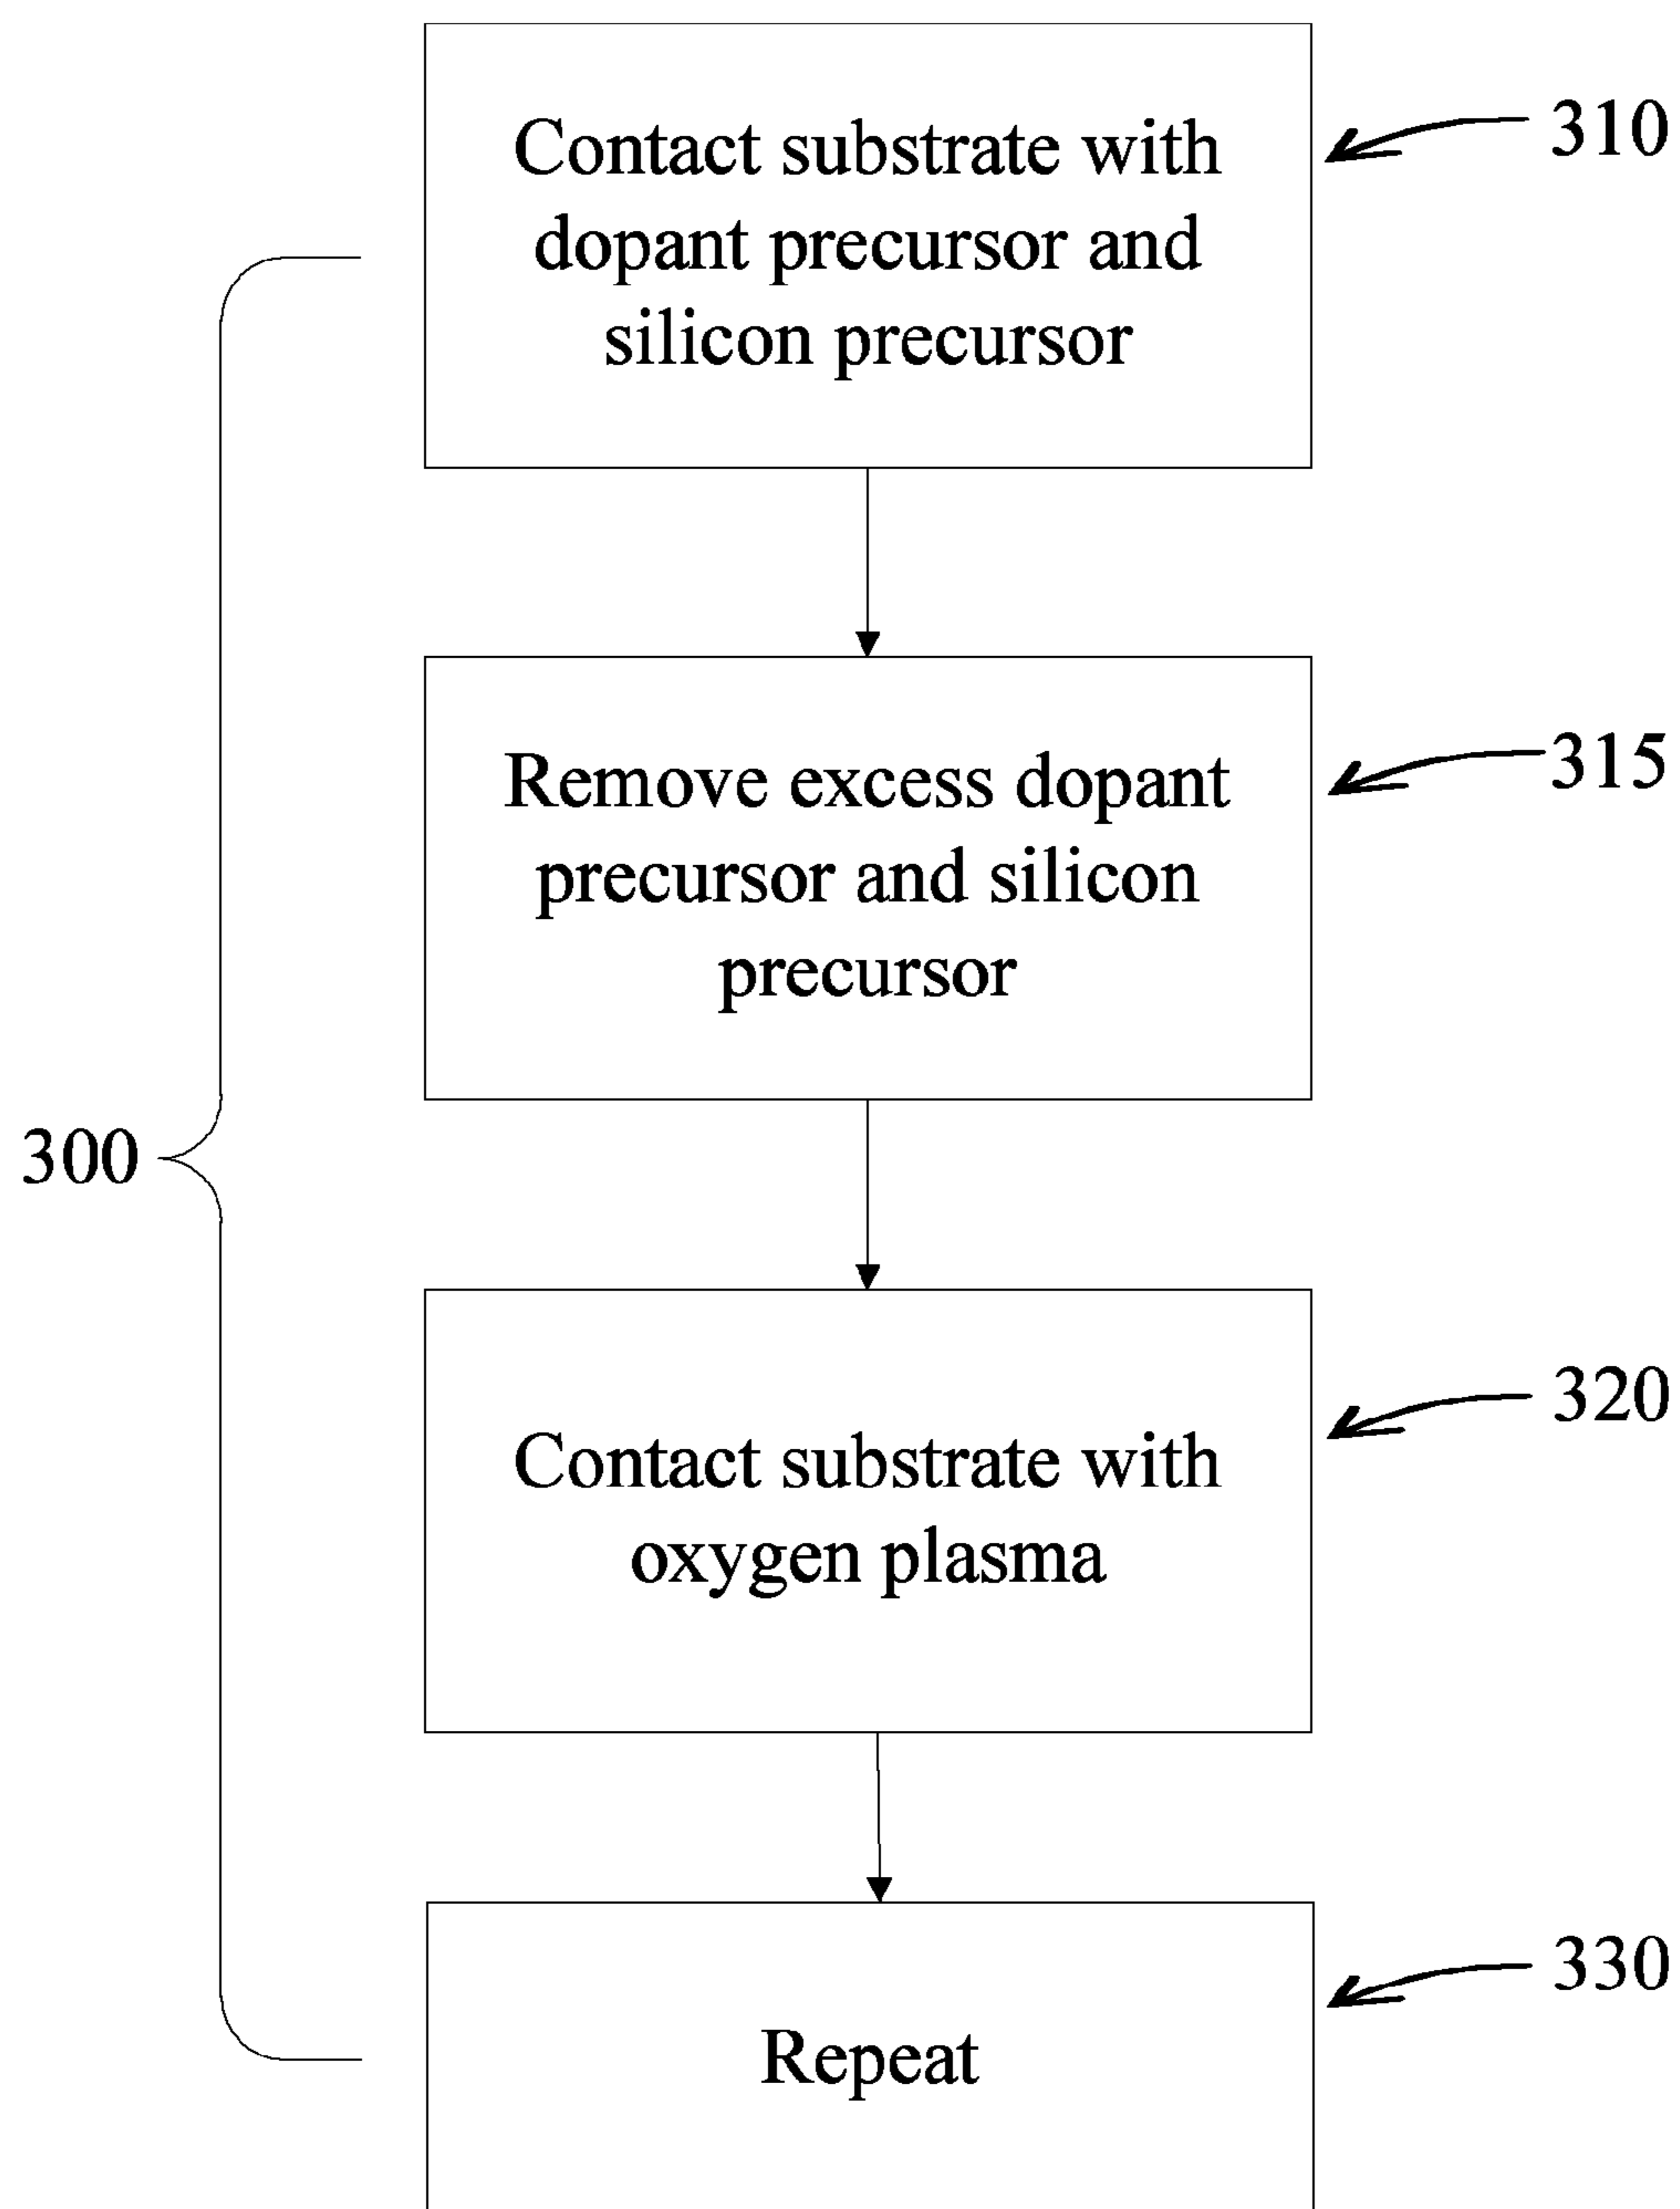 Contact substrate with
dopant precursor and
silicon precursor
310
Remove excess dopant
precursor and silicon
precursor
315
300
Contact substrate with
oxygen plasma
320
Repeat
330